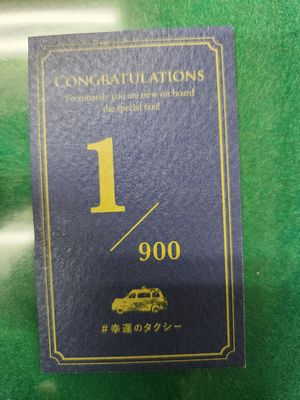 CONGRATULATIONS
Fortunately you are now on board
the special taxi!
1/
900
#幸運のタクシー